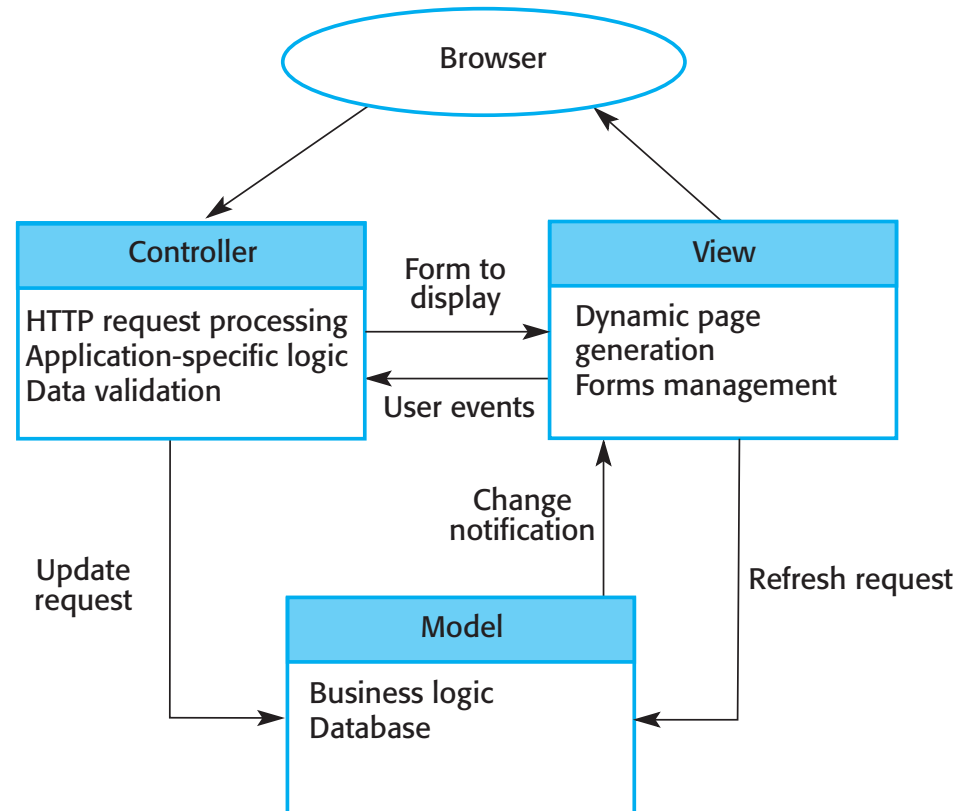 Browser
Controller
HTTP request processing
Application-specific logic
Data validation
Form to
display
User events
View
Dynamic page
generation
Forms management
Update
request
Change
notification
Refresh request
Model
Business logic
Database